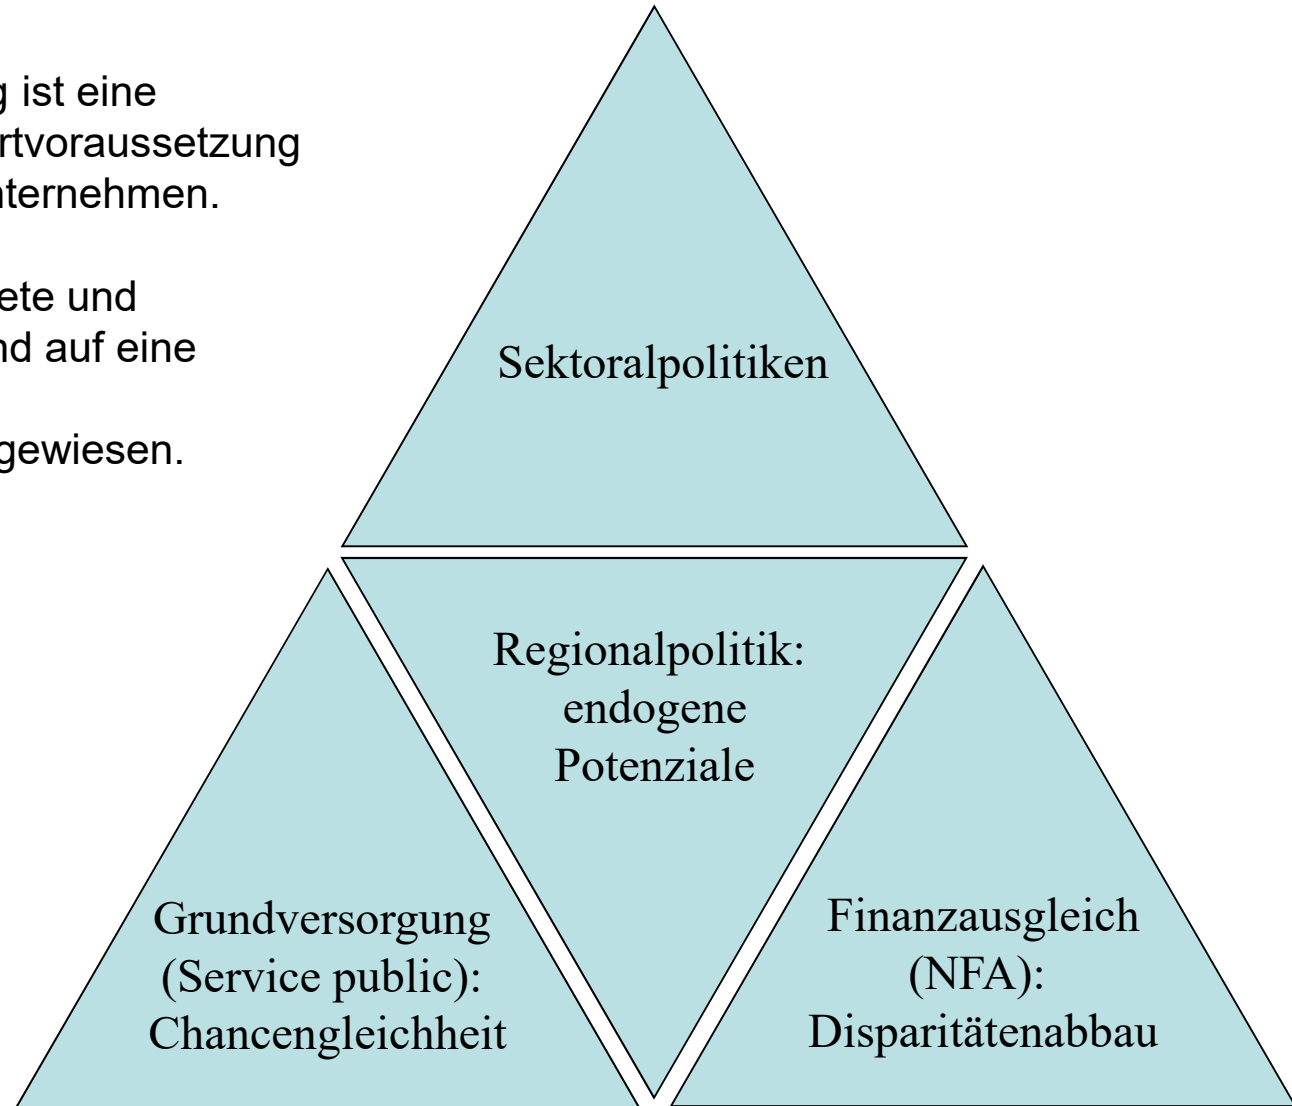 g ist eine
rtvoraussetzung
nternehmen.
ete und
nd auf eine
gewiesen.
Sektoralpolitiken
Regionalpolitik:
endogene
Potenziale
Grundversorgung
(Service public):
Chancengleichheit
Finanzausgleich
(NFA):
Disparitätenabbau